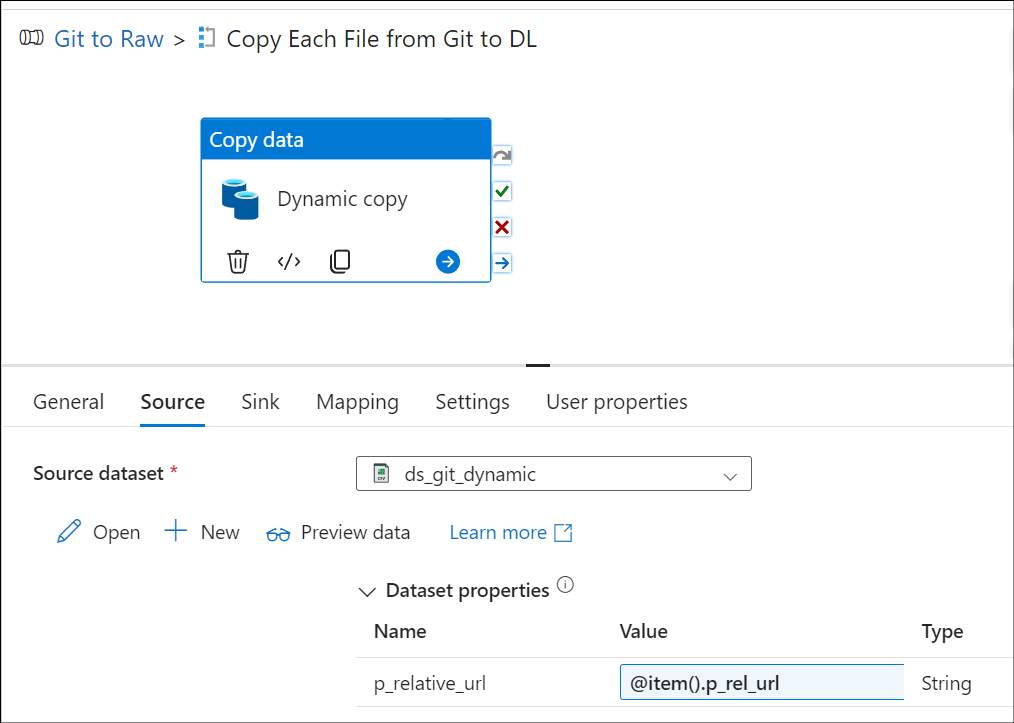 Git to Raw > Copy Each File from Git to DL
Copy data
Dynamic copy
General Source Sink Mapping Settings User properties
Source dataset * ds_git_dynamic
Open New Preview data Learn more
Dataset properties
Name Value Type
p_relative_url @item().p_rel_url String